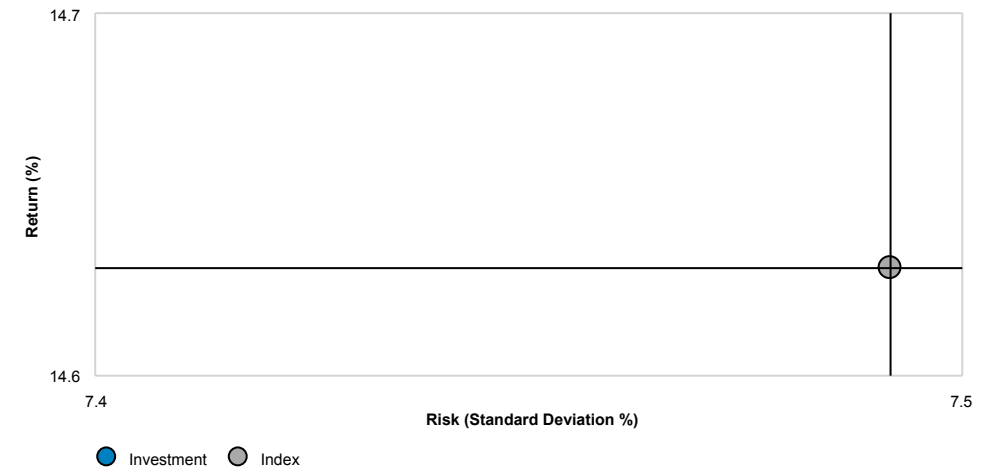 14.7
Return (%)
14.6
7.4 7.5
Risk (Standard Deviation %)
Investment Index